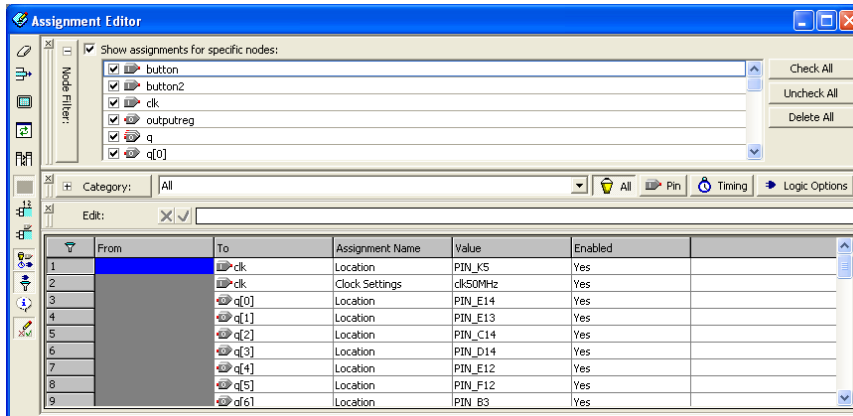 Assignment Editor
Show assignments for specific nodes:
Node Filter:
button
button2
clk
outputreg
q
q[0]
Check All
Uncheck All
Delete All
Category: All All Pin Timing Logic Options
Edit:
From To Assignment Name Value Enabled
1 clk Location PIN_K5 Yes
2 clk Clock Settings clk50MHz Yes
3 q[0] Location PIN_E14 Yes
4 q[1] Location PIN_E13 Yes
5 q[2] Location PIN_C14 Yes
6 q[3] Location PIN_D14 Yes
7 q[4] Location PIN_E12 Yes
8 q[5] Location PIN_F12 Yes
9 q[6] Location PIN_B3 Yes